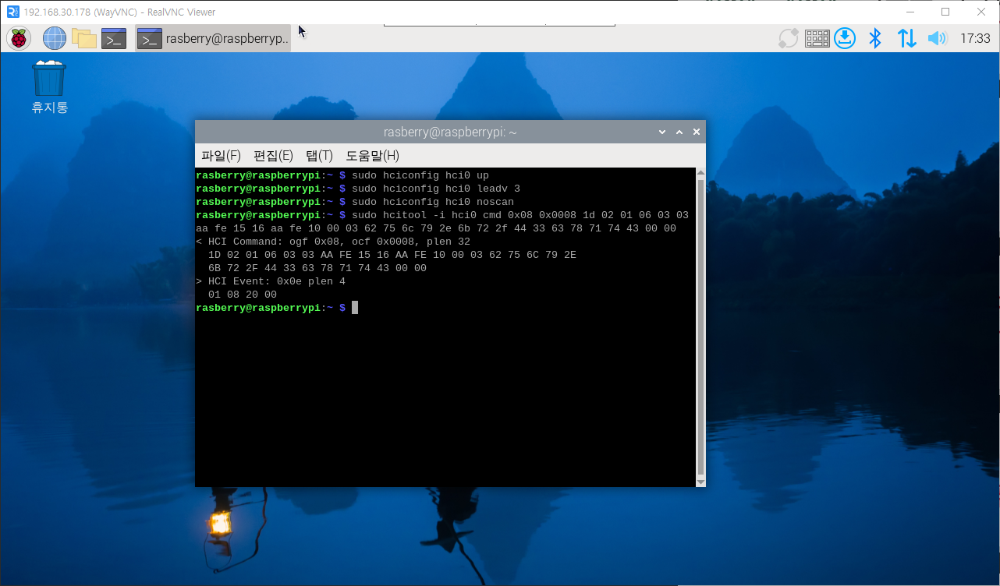 192.168.30.178 (WayVNC) - RealVNC Viewer
rasberry@raspberryp..
17:33
휴지통
rasberry@raspberrypi: ~
파일(F) 편집(E) 탭(T) 도움말(H)
rasberry@raspberrypi:~ $ sudo hciconfig hci0 up
rasberry@raspberrypi:~ $ sudo hciconfig hci0 leadv 3
rasberry@raspberrypi:~ $ sudo hciconfig hci0 noscan
rasberry@raspberrypi:~ $ sudo hcitool -i hci0 cmd 0x08 0x0008 1d 02 01 06 03 03
aa fe 15 16 aa fe 10 00 03 62 75 6c 79 2e 6b 72 2f 44 33 63 78 71 74 43 00 00
< HCI Command: ogf 0x08, ocf 0x0008, plen 32
1D 02 01 06 03 03 AA FE 15 16 AA FE 10 00 03 62 75 6C 79 2E
6B 72 2F 44 33 63 78 71 74 43 00 00
> HCI Event: 0x0e plen 4
01 08 20 00
rasberry@raspberrypi:~ $